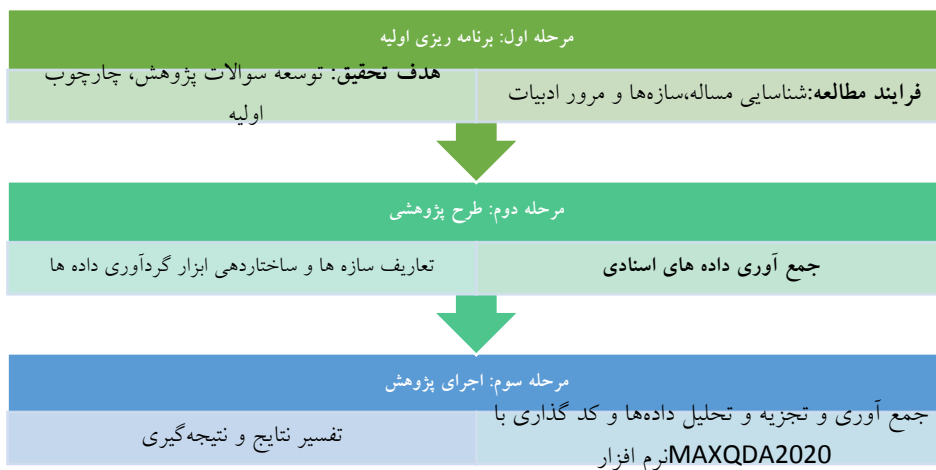 مرحله اول: برنامه ریزی اولیه
فرایند مطالعه:شناسایی مساله،سازه‌ها و مرور ادبیات
هدف تحقیق: توسعه سوالات پژوهش، چارچوب
اولیه
مرحله دوم: طرح پژوهشی
جمع آوری داده های اسنادی
تعاریف سازه ها و ساختاردهی ابزار گردآوری داده ها
مرحله سوم: اجرای پژوهش
جمع آوری و تجزیه و تحلیل داده‌ها و کد گذاری با
MAXQDA2020نرم افزار
تفسیر نتایج و نتیجه‌گیری